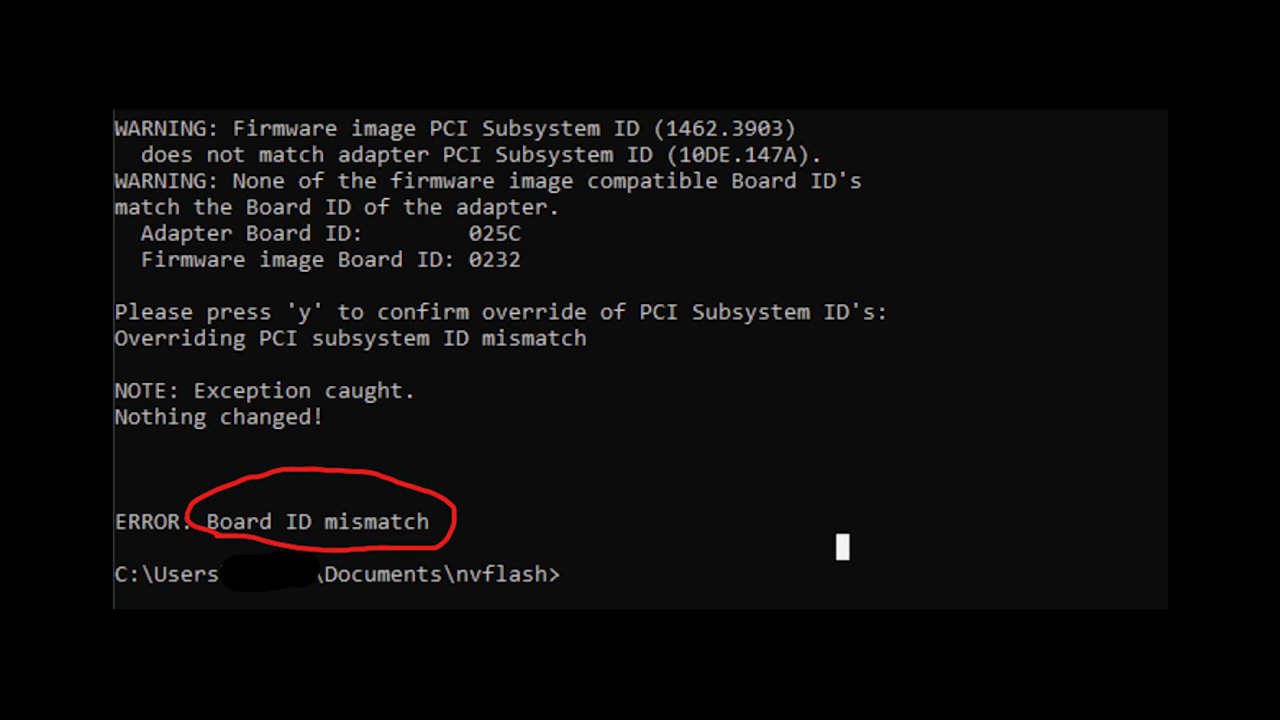 WARNING: Firmware image PCI Subsystem ID (1462.3903)
does not match adapter PCI Subsystem ID (10DE.147A).
WARNING: None of the firmware image compatible Board ID's
match the Board ID of the adapter.
Adapter Board ID: 025C
Firmware image Board ID: 0232
Please press 'y' to confirm override of PCI Subsystem ID's:
Overriding PCI subsystem ID mismatch
NOTE: Exception caught.
Nothing changed!
ERROR: Board ID mismatch
C:\Users\Documents\nvflash>